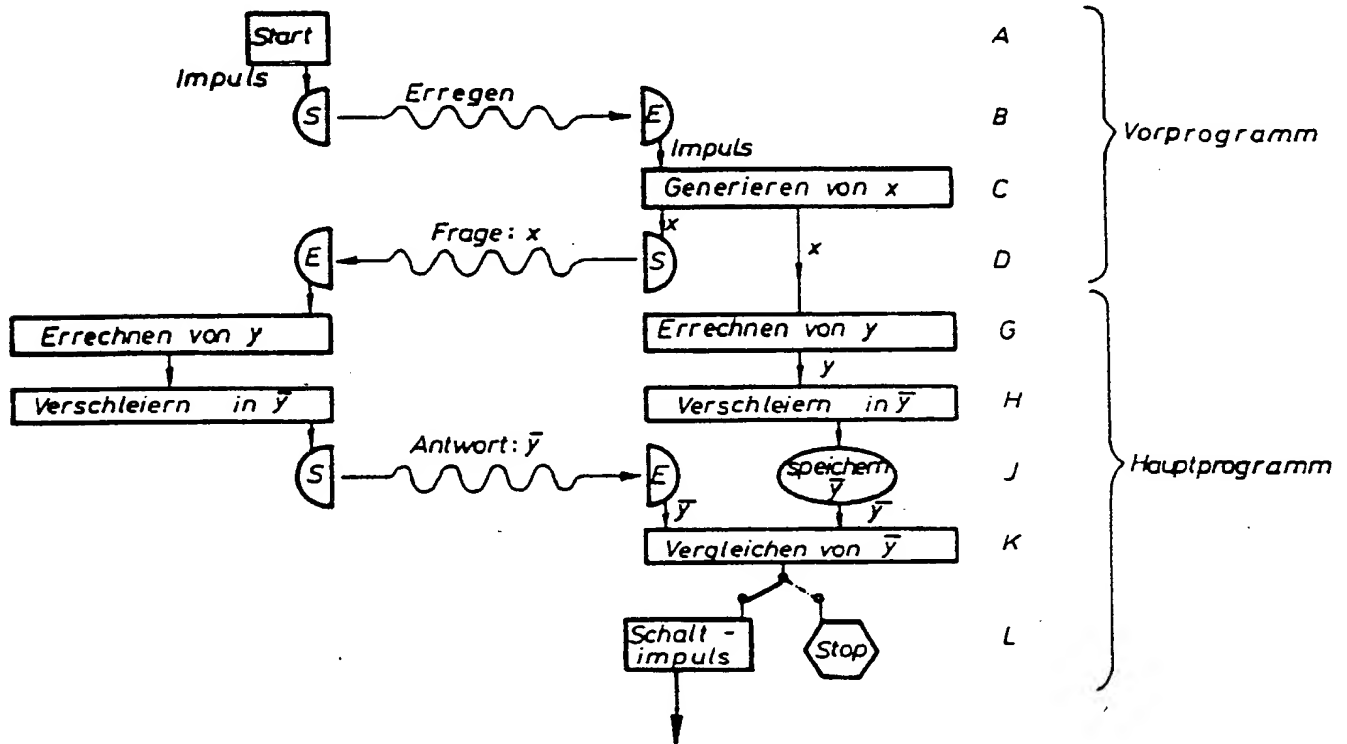 Start
A
Impuls
S
Erregen
E
B
Vorprogramm
Impuls
Generieren von x
C
x
E
Frage: x
S
x
D
Errechnen von y
Errechnen von y
G
y
Verschleiern in ȳ
Verschleiern in ȳ
H
S
Antwort: ȳ
E
speichern
ȳ
J
Hauptprogramm
ȳ
ȳ
Vergleichen von ȳ
K
Schalt-
impuls
Stop
L